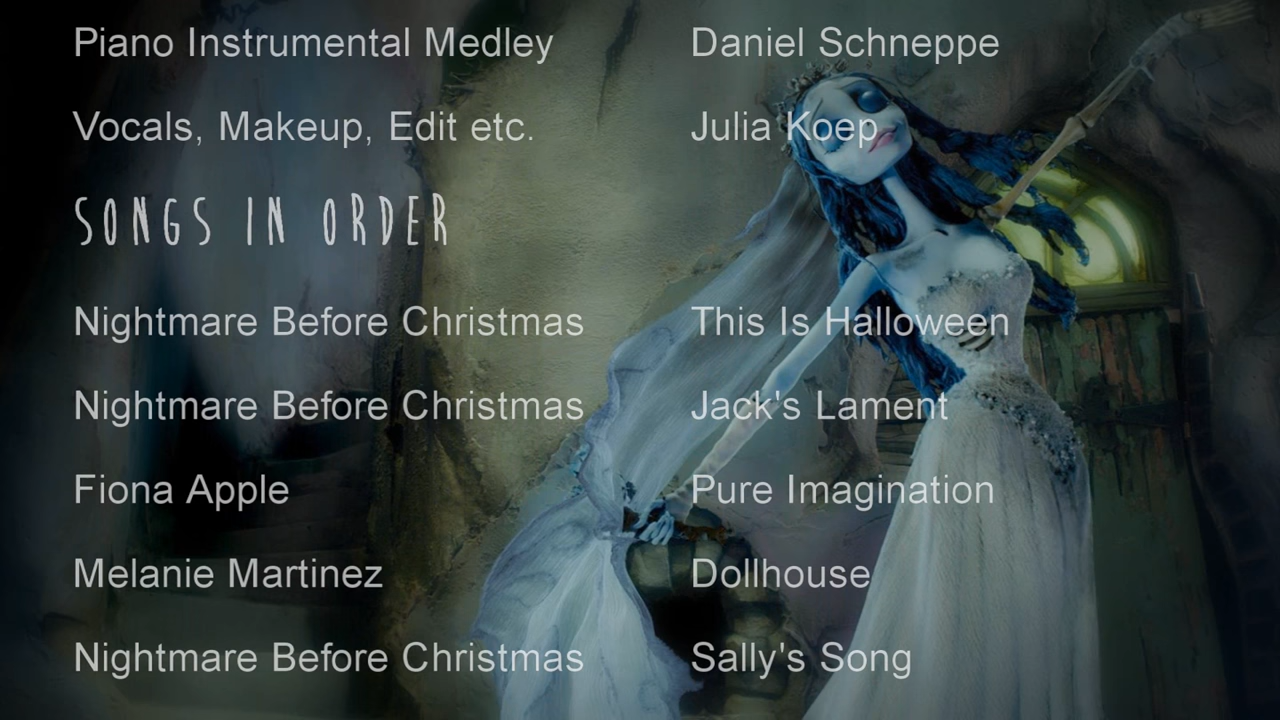 Piano Instrumental Medley Daniel Schneppe
Vocals, Makeup, Edit etc. Julia Koep
SONGS IN ORDER
Nightmare Before Christmas This Is Halloween
Nightmare Before Christmas Jack's Lament
Fiona Apple Pure Imagination
Melanie Martinez Dollhouse
Nightmare Before Christmas Sally's Song